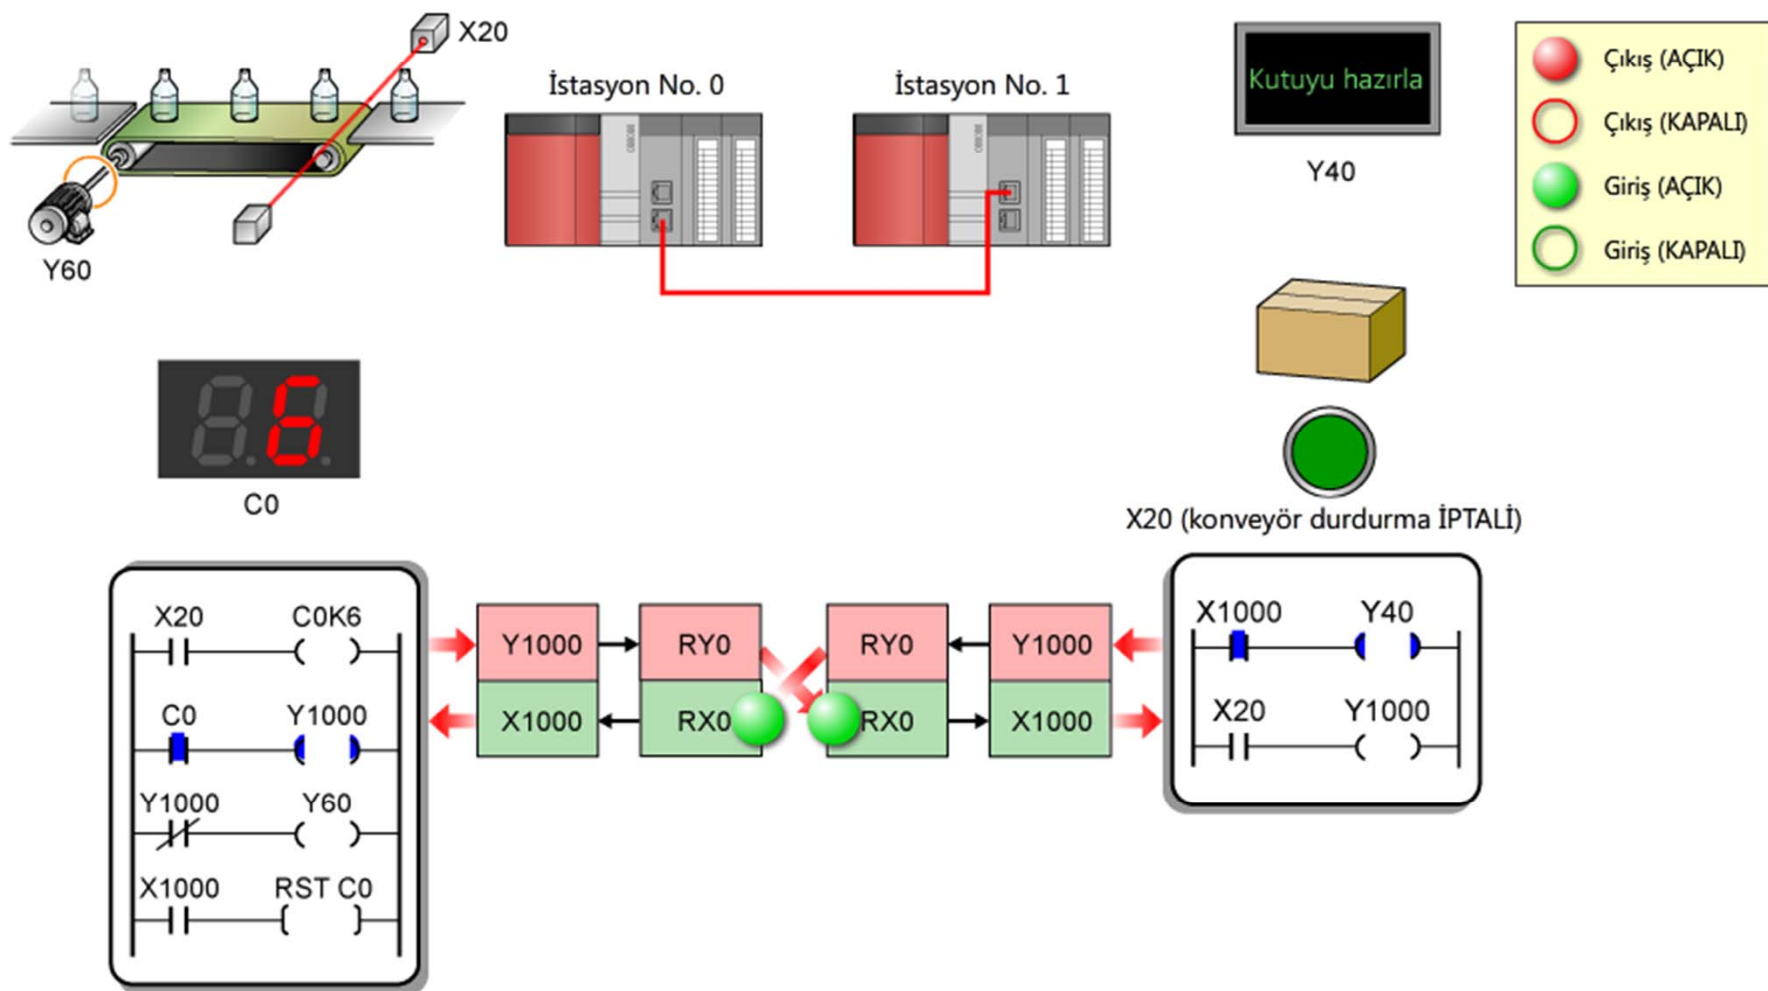 X20
Y60
İstasyon No. 0
İstasyon No. 1
Kutuyu hazırla
Y40
Çıkış (AÇIK)
Çıkış (KAPALI)
Giriş (AÇIK)
Giriş (KAPALI)
6
C0
X20 (konveyör durdurma İPTALİ)
X20 C0K6
C0 Y1000
Y1000 Y60
X1000 RST C0
Y1000 RY0 RY0 Y1000
X1000 RX0 RX0 X1000
X1000 Y40
X20 Y1000